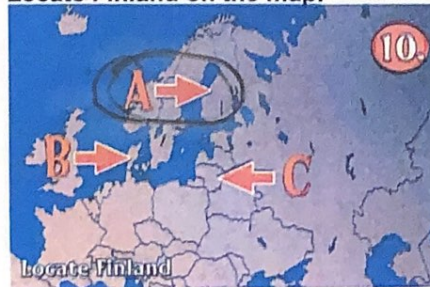 Locate Finland on the map.
10.
A
B
C
Locate Finland